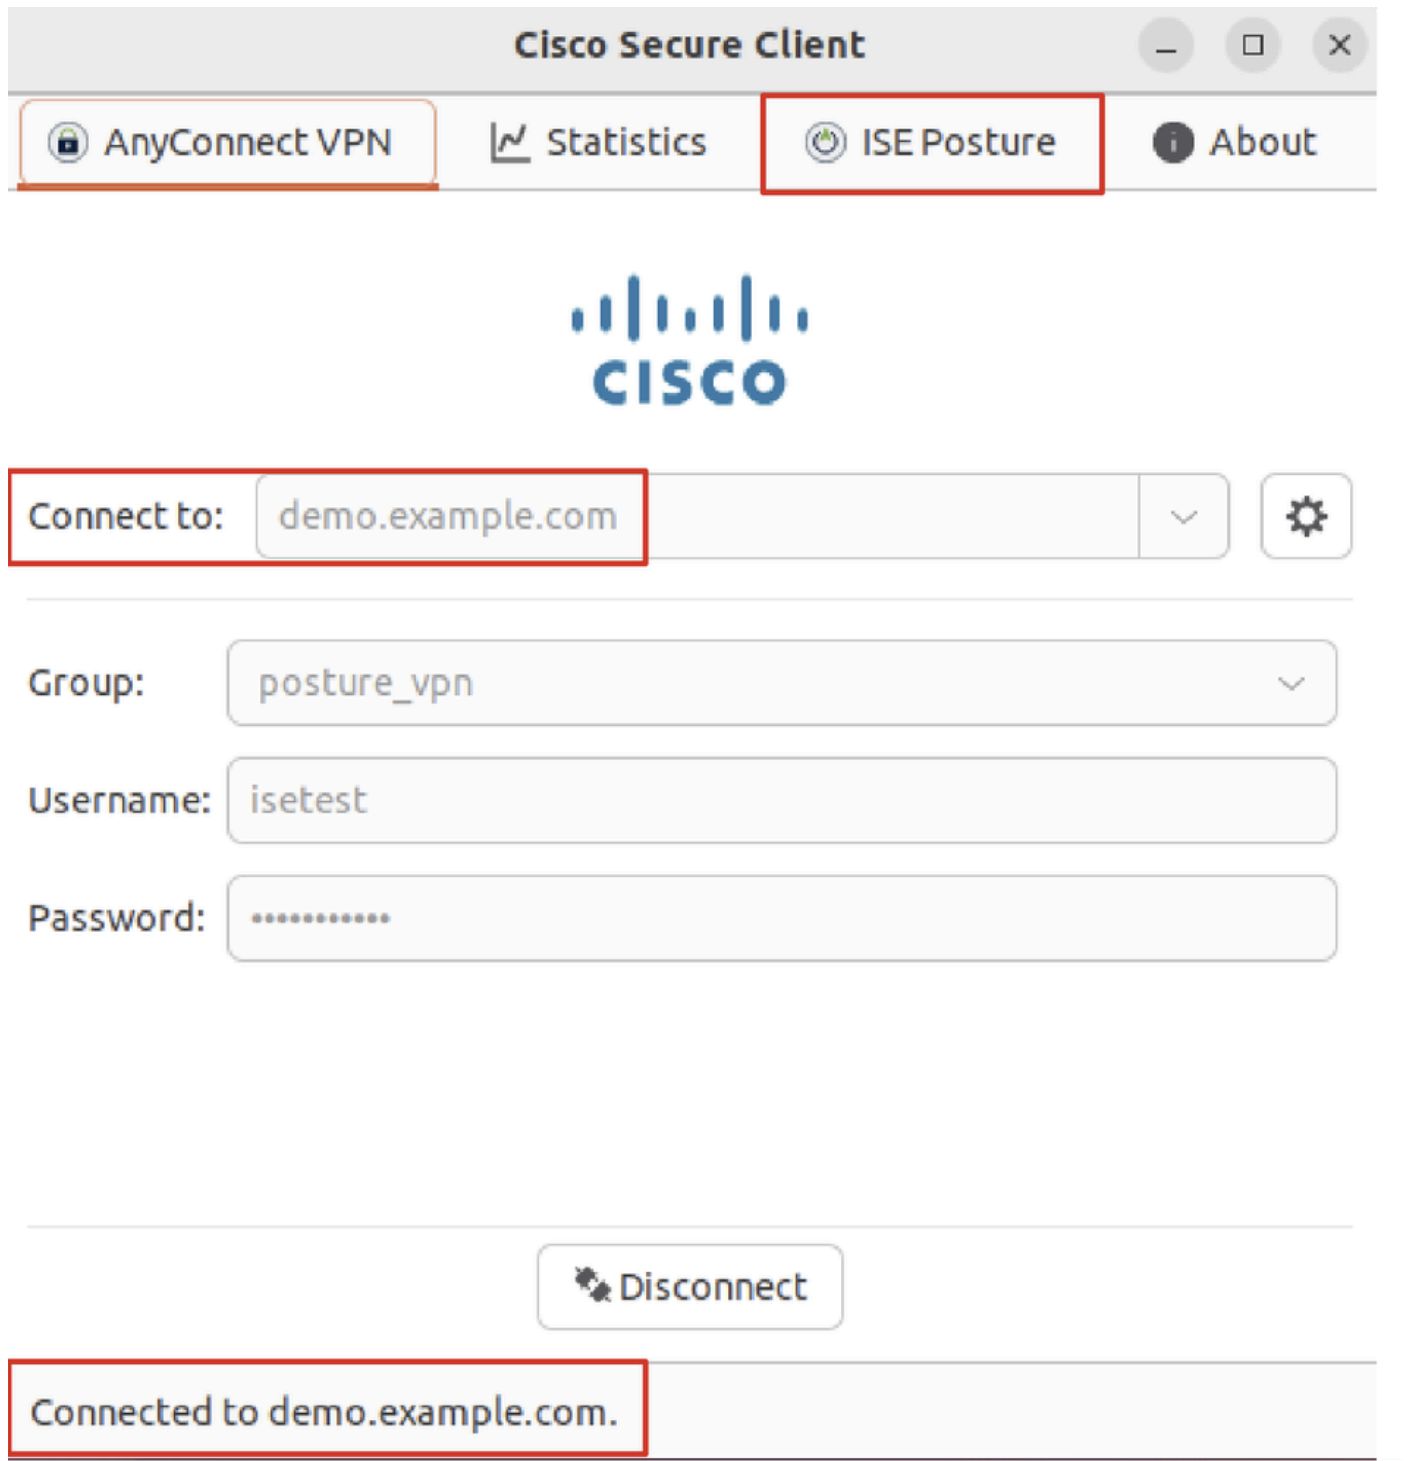 Cisco Secure Client
AnyConnect VPN Statistics ISE Posture About
CISCO
Connect to: demo.example.com
Group: posture_vpn
Username: isetest
Password: •••••••••••
Disconnect
Connected to demo.example.com.